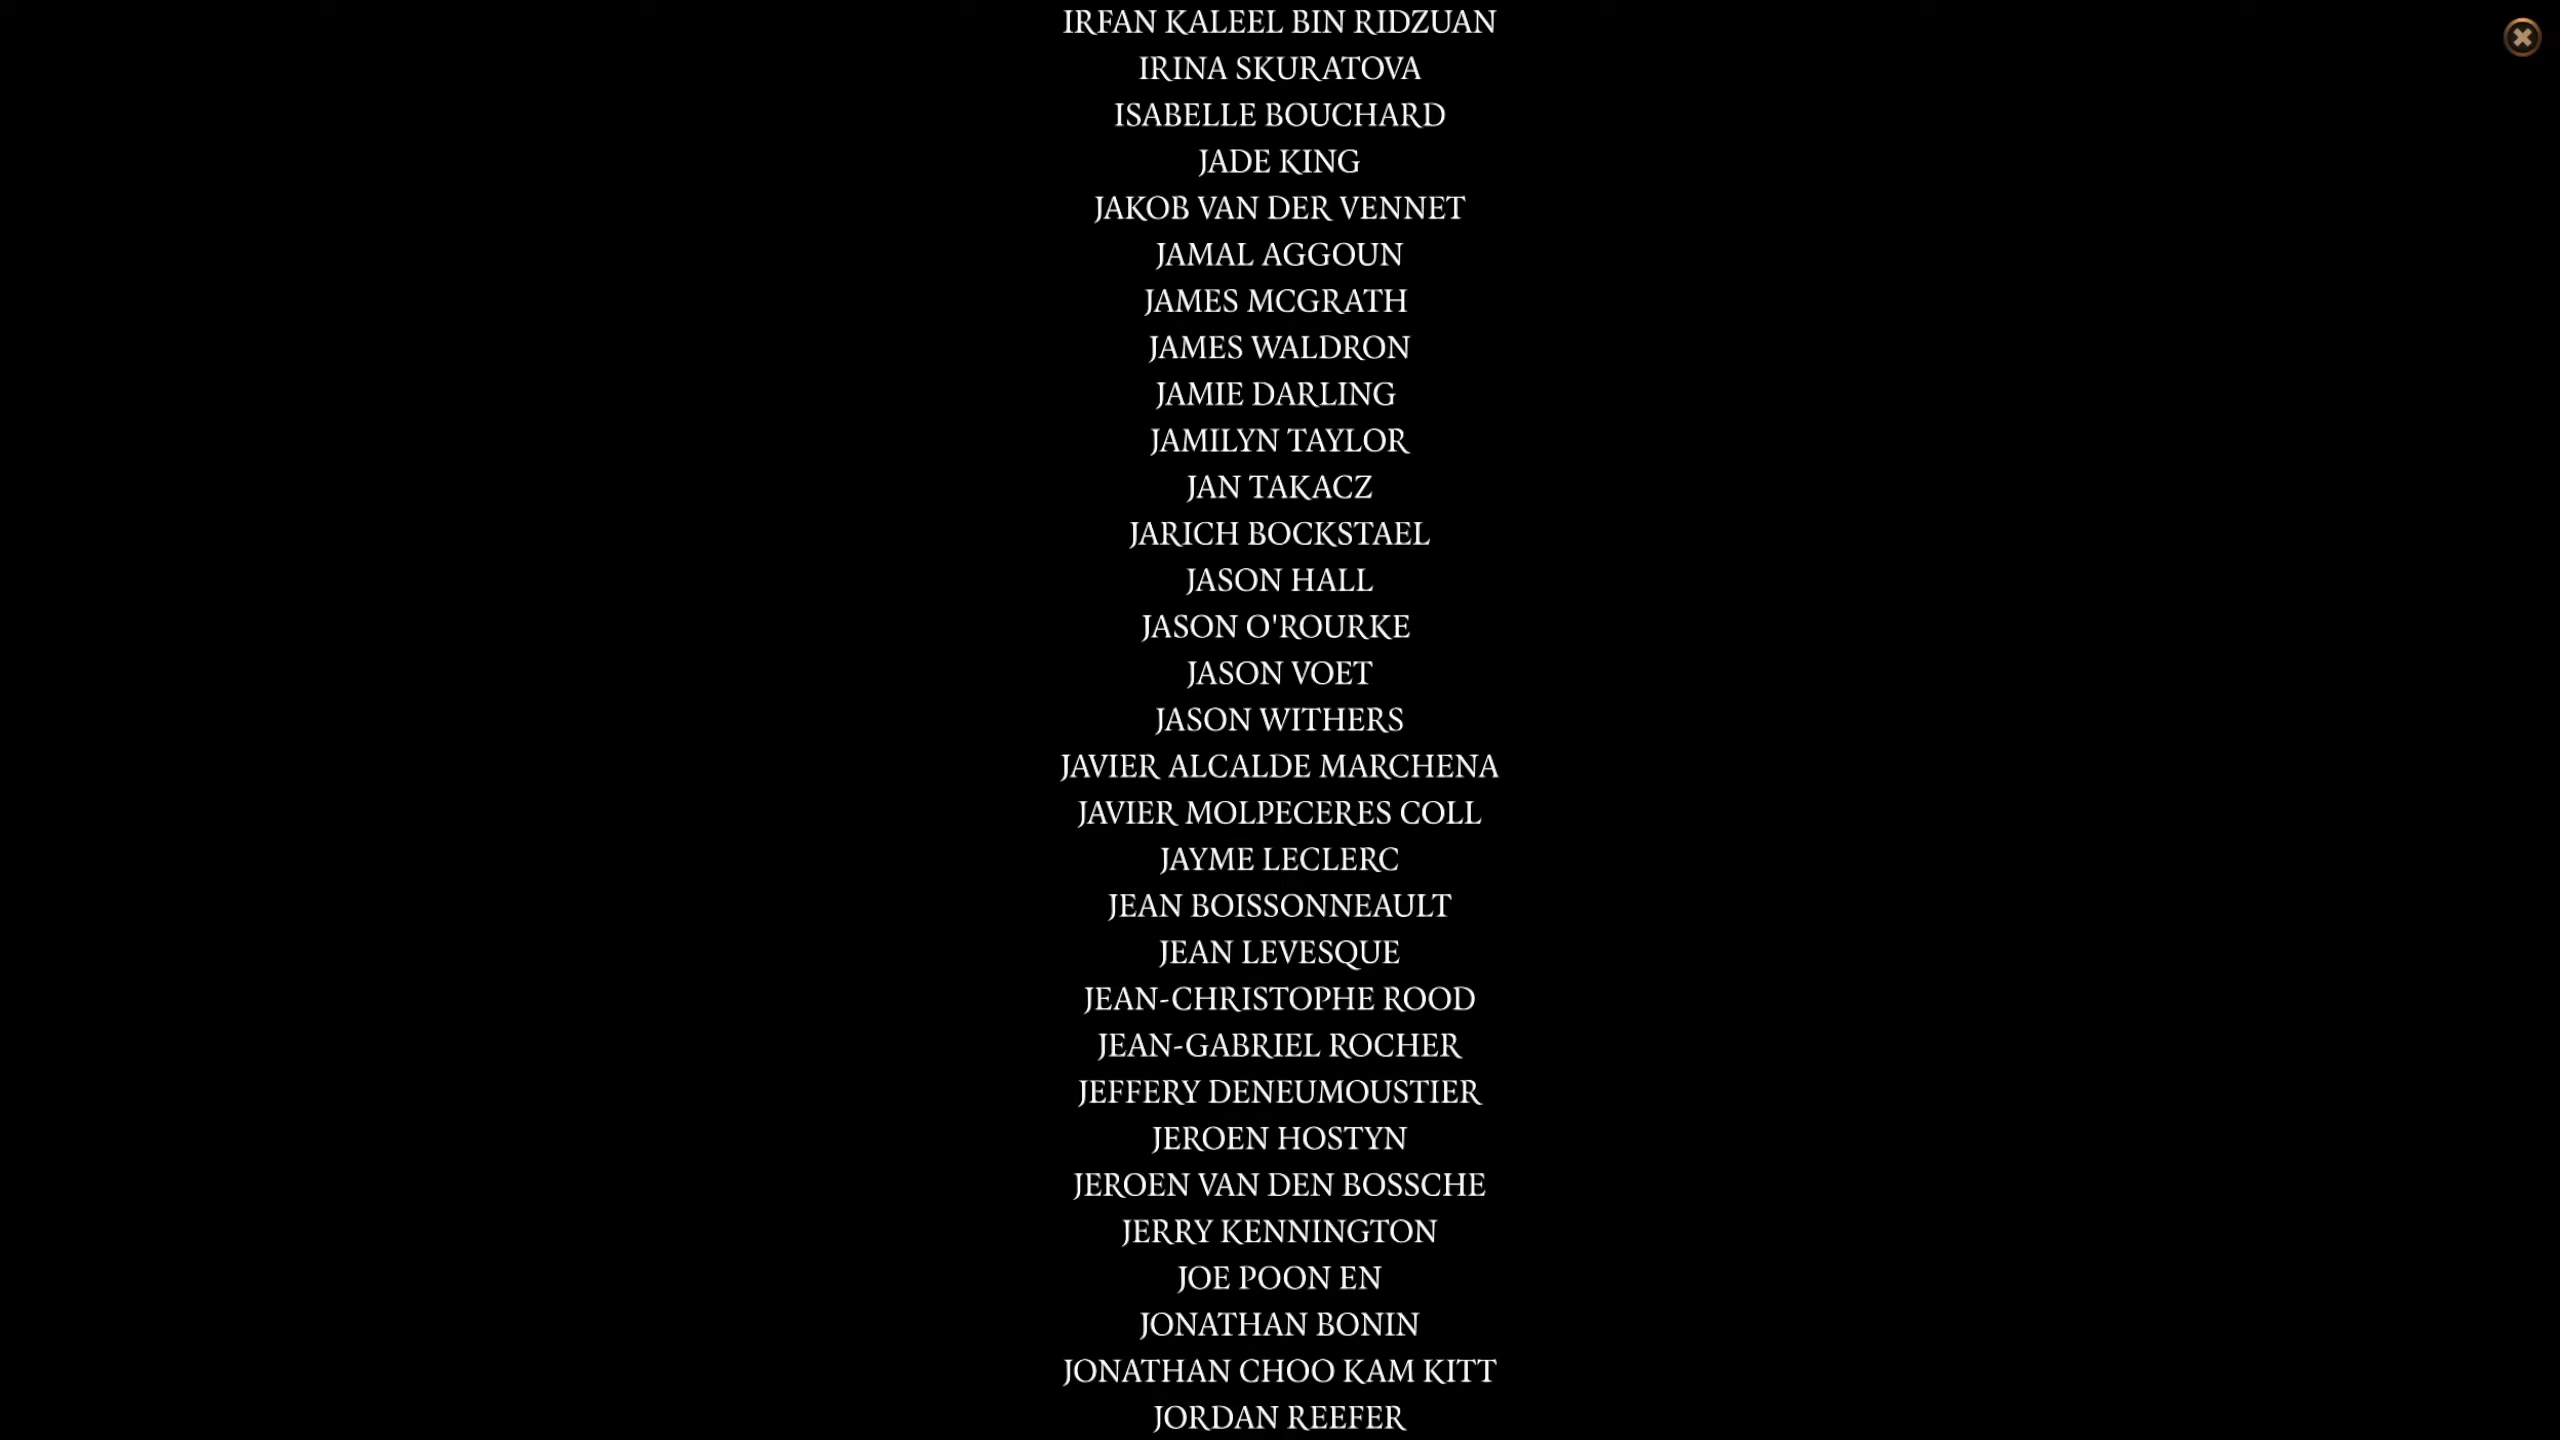 IRFAN KALEEL BIN RIDZUAN
IRINA SKURATOVA
ISABELLE BOUCHARD
JADE KING
JAKOB VAN DER VENNET
JAMAL AGGOUN
JAMES MCGRATH
JAMES WALDRON
JAMIE DARLING
JAMILYN TAYLOR
JAN TAKACZ
JARICH BOCKSTAEL
JASON HALL
JASON O'ROURKE
JASON VOET
JASON WITHERS
JAVIER ALCALDE MARCHENA
JAVIER MOLPECERES COLL
JAYME LECLERC
JEAN BOISSONNEAULT
JEAN LEVESQUE
JEAN-CHRISTOPHE ROOD
JEAN-GABRIEL ROCHER
JEFFERY DENEUMOUSTIER
JEROEN HOSTYN
JEROEN VAN DEN BOSSCHE
JERRY KENNINGTON
JOE POON EN
JONATHAN BONIN
JONATHAN CHOO KAM KITT
JORDAN REEFER